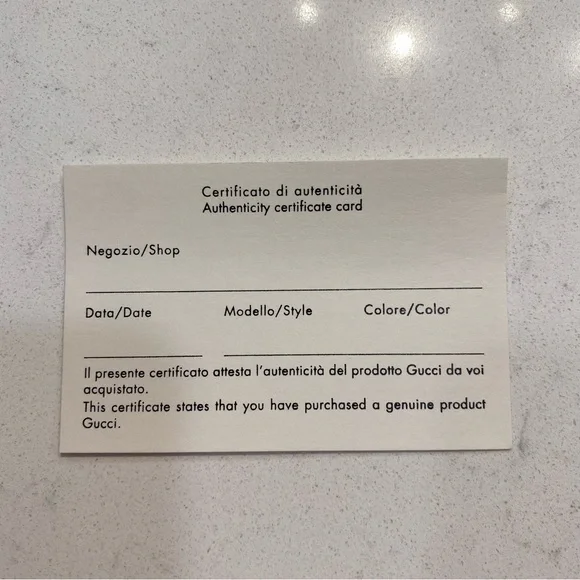 Certificato di autenticità
Authenticity certificate card
Negozio/Shop
Data/Date Modello/Style Colore/Color
Il presente certificato attesta l'autenticità del prodotto Gucci da voi
acquistato.
This certificate states that you have purchased a genuine product
Gucci.